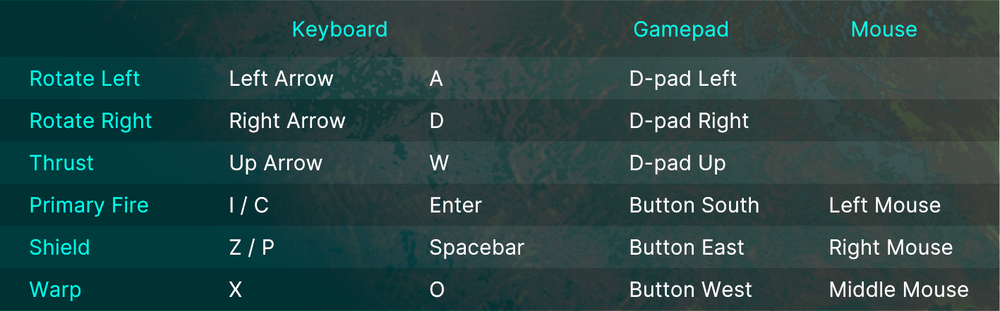 Keyboard Gamepad Mouse
Rotate Left Left Arrow A D-pad Left
Rotate Right Right Arrow D D-pad Right
Thrust Up Arrow W D-pad Up
Primary Fire I / C Enter Button South Left Mouse
Shield Z / P Spacebar Button East Right Mouse
Warp X O Button West Middle Mouse